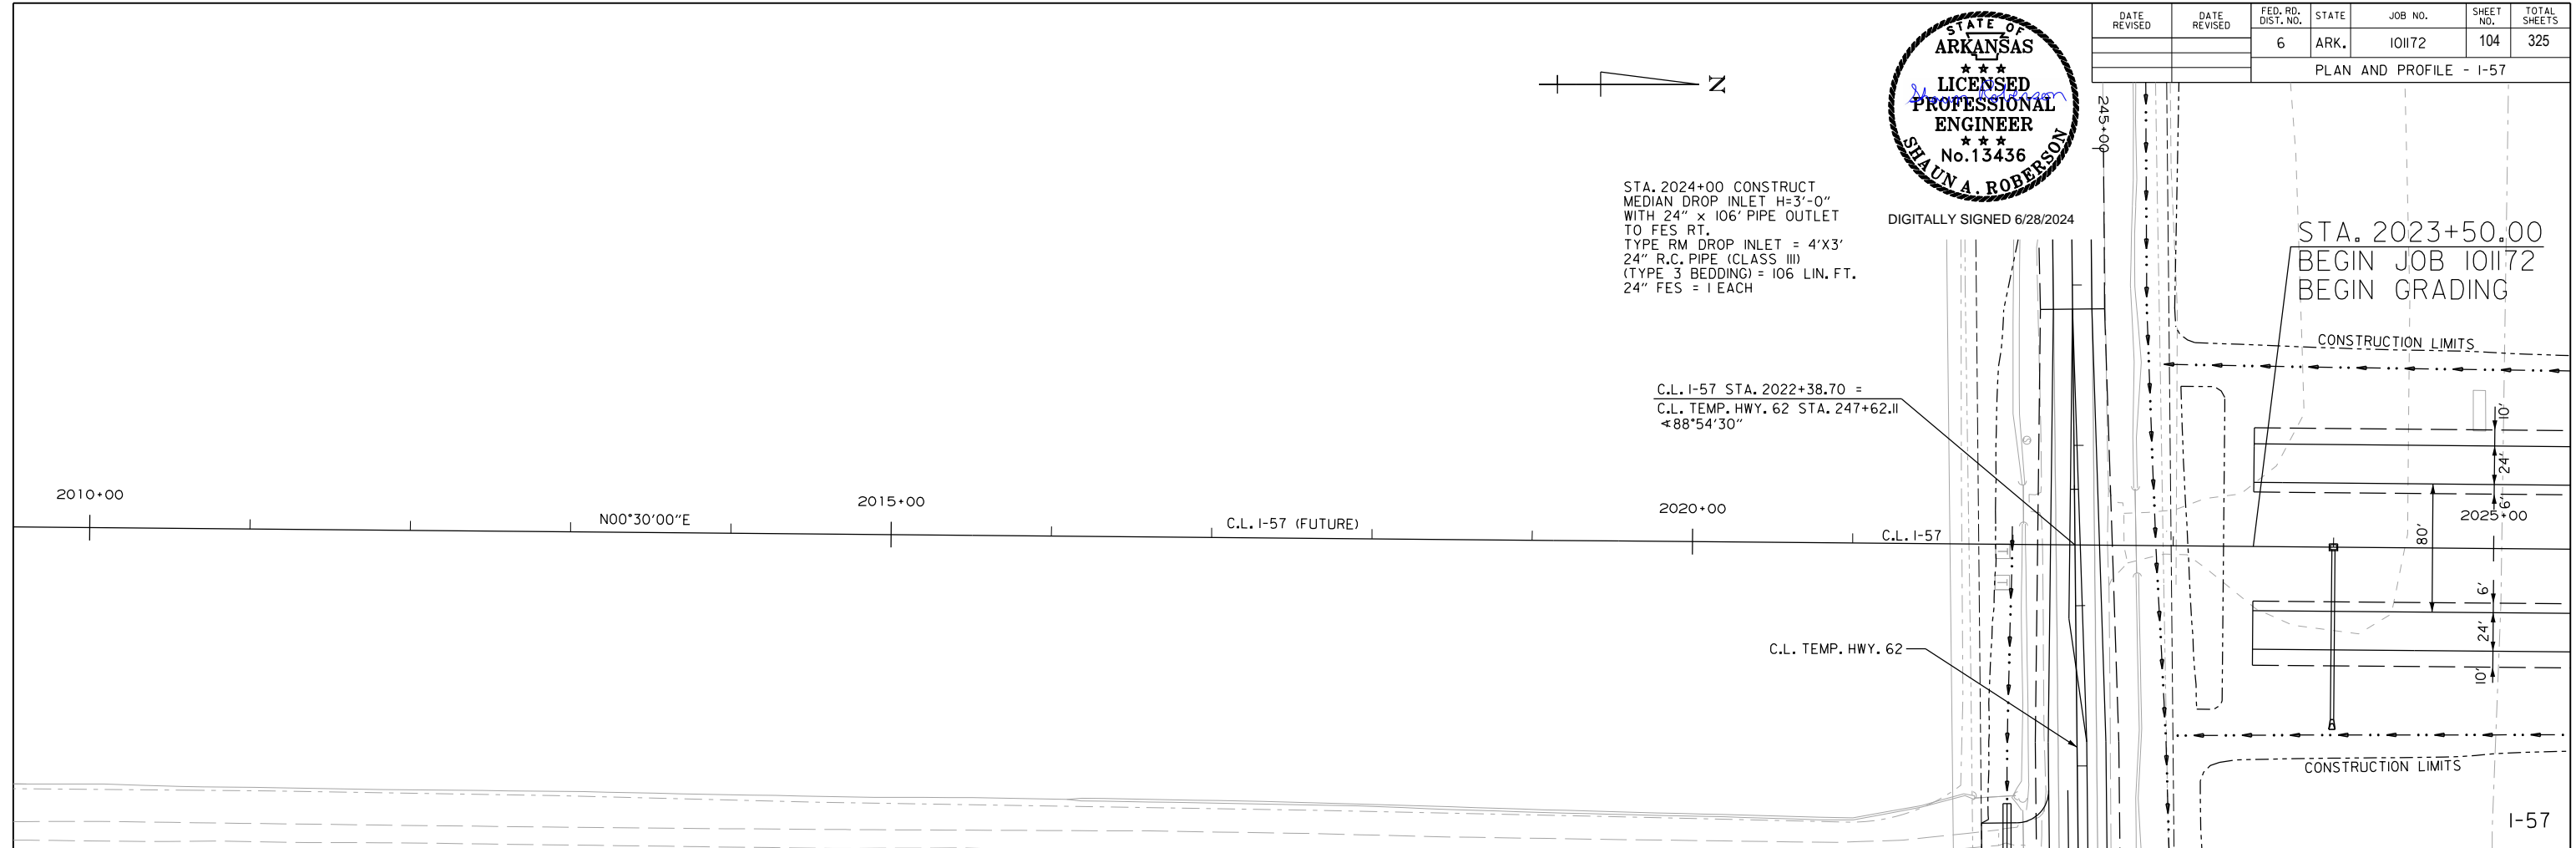 DATE REVISED
DATE REVISED
FED. RD. DIST. NO.
STATE
JOB NO.
SHEET NO.
TOTAL SHEETS
6
ARK.
101172
104
325
PLAN AND PROFILE - I-57
STATE OF
ARKANSAS
★ ★ ★
LICENSED
PROFESSIONAL
ENGINEER
★ ★ ★
No.13436
SHAUN A. ROBERSON
Shaun Roberson
DIGITALLY SIGNED 6/28/2024
N
245+00
STA. 2024+00 CONSTRUCT
MEDIAN DROP INLET H=3'-0"
WITH 24" x 106' PIPE OUTLET
TO FES RT.
TYPE RM DROP INLET = 4'X3'
24" R.C. PIPE (CLASS III)
(TYPE 3 BEDDING) = 106 LIN. FT.
24" FES = 1 EACH
STA. 2023+50.00
BEGIN JOB 101172
BEGIN GRADING
CONSTRUCTION LIMITS
C.L. I-57 STA. 2022+38.70 =
C.L. TEMP. HWY. 62 STA. 247+62.11
∢88°54'30"
10'
24'
6'
2010+00
2015+00
2020+00
2025+00
N00°30'00"E
C.L. I-57 (FUTURE)
C.L. I-57
80'
6'
24'
10'
C.L. TEMP. HWY. 62
CONSTRUCTION LIMITS
I-57